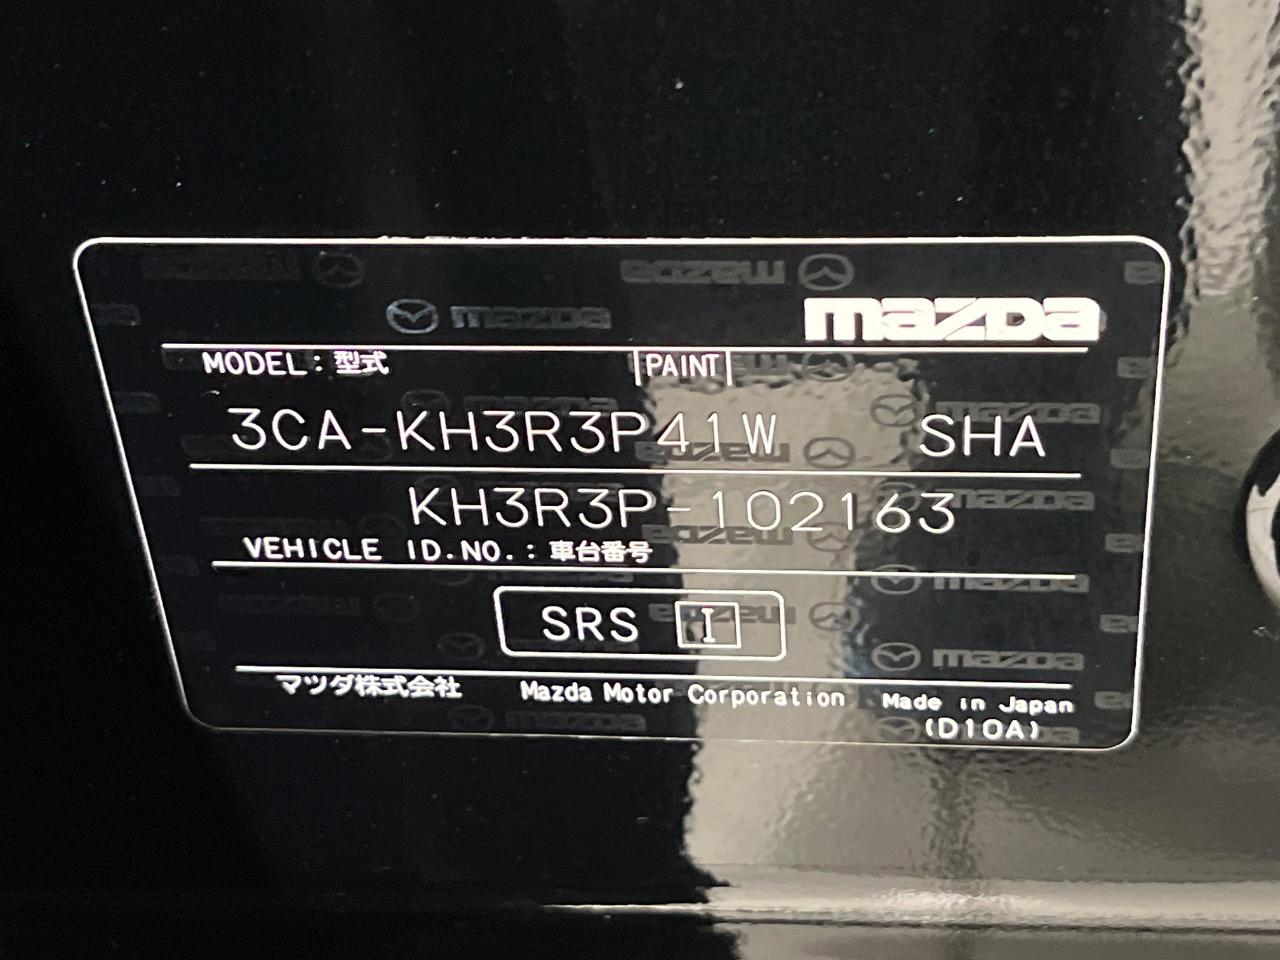 mazda
MODEL : 型式 PAINT
3CA-KH3R3P41W SHA
KH3R3P-102163
VEHICLE ID.NO. : 車台番号
SRS I
マツダ株式会社 Mazda Motor Corporation Made in Japan
(D10A)